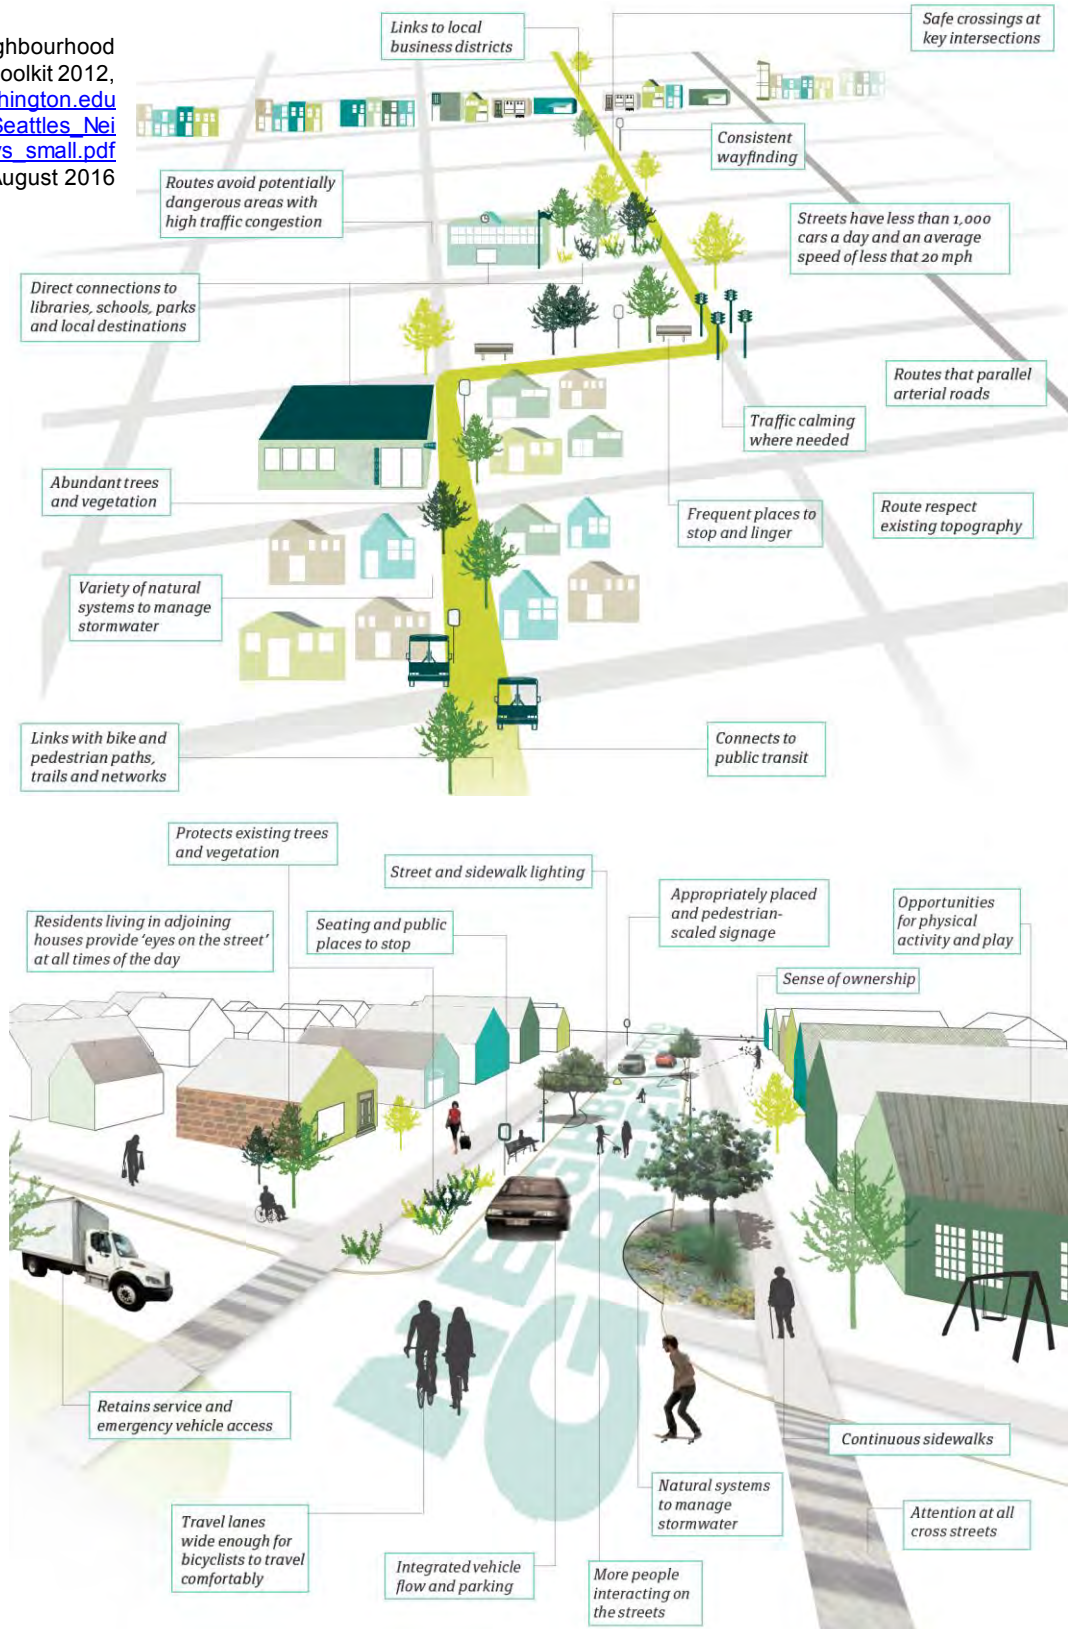 ghbourhood
oolkit 2012,
hington.edu
Seattles_Nei
s_small.pdf
August 2016
Links to local
business districts
Safe crossings at
key intersections
Consistent
wayfinding
Routes avoid potentially
dangerous areas with
high traffic congestion
Streets have less than 1,000
cars a day and an average
speed of less that 20 mph
Direct connections to
libraries, schools, parks
and local destinations
Routes that parallel
arterial roads
Traffic calming
where needed
Abundant trees
and vegetation
Frequent places to
stop and linger
Route respect
existing topography
Variety of natural
systems to manage
stormwater
Links with bike and
pedestrian paths,
trails and networks
Connects to
public transit
Protects existing trees
and vegetation
Street and sidewalk lighting
Appropriately placed
and pedestrian-
scaled signage
Opportunities
for physical
activity and play
Residents living in adjoining
houses provide ‘eyes on the street’
at all times of the day
Seating and public
places to stop
Sense of ownership
Retains service and
emergency vehicle access
Continuous sidewalks
Natural systems
to manage
stormwater
Attention at all
cross streets
Travel lanes
wide enough for
bicyclists to travel
comfortably
Integrated vehicle
flow and parking
More people
interacting on
the streets